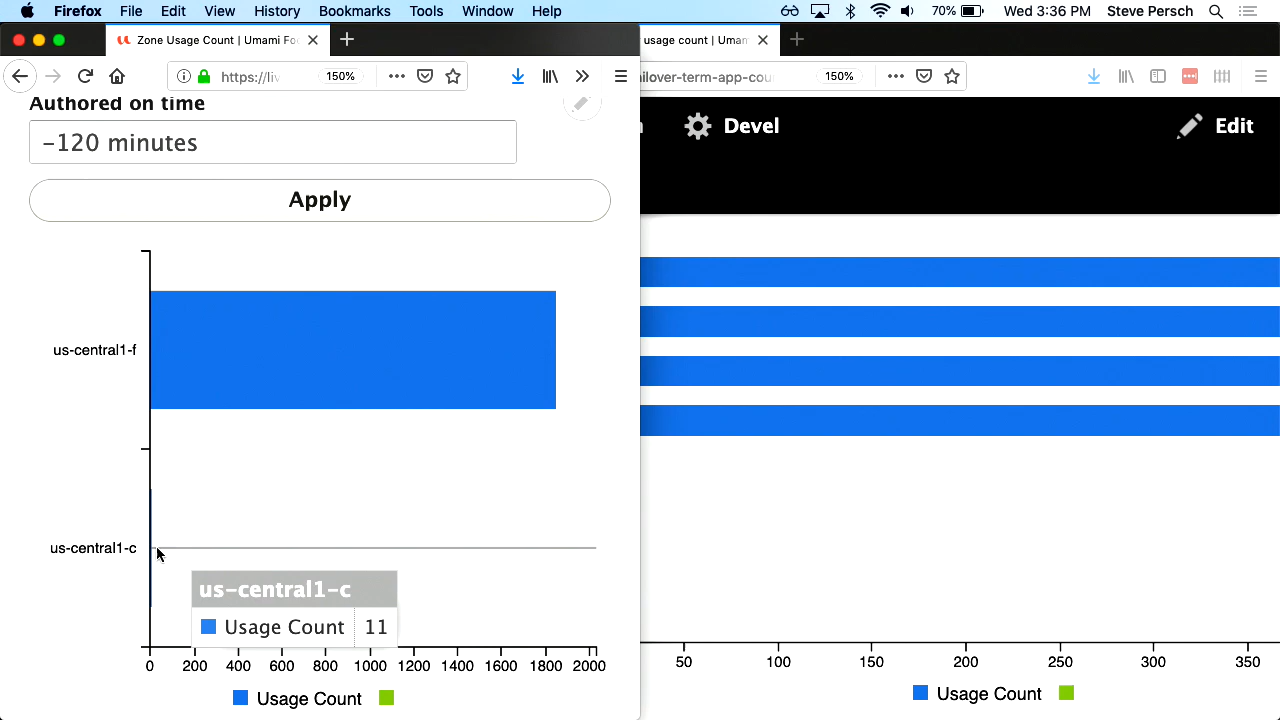 Firefox File Edit View History Bookmarks Tools Window Help 70% Wed 3:36 PM Steve Persch
Zone Usage Count | Umami Fo
usage count | Umam
https://liv 150%
ilover-term-app-cou 150%
Authored on time
-120 minutes
Apply
Devel
Edit
us-central1-f
us-central1-c
us-central1-c
Usage Count 11
0 200 400 600 800 1000 1200 1400 1600 1800 2000
Usage Count
50 100 150 200 250 300 350
Usage Count